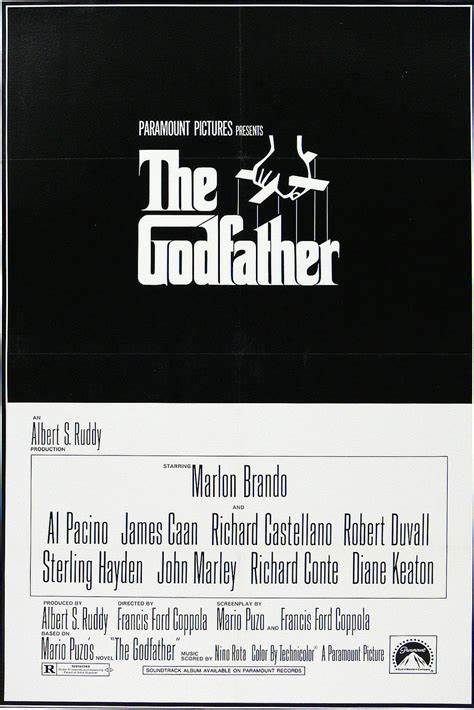 PARAMOUNT PICTURES PRESENTS
The
Godfather
AN
Albert S. Ruddy
PRODUCTION
STARRING
Marlon Brando
AND
Al Pacino James Caan Richard Castellano Robert Duvall
Sterling Hayden John Marley Richard Conte Diane Keaton
PRODUCED BY DIRECTED BY SCREENPLAY BY
Albert S. Ruddy Francis Ford Coppola Mario Puzo AND Francis Ford Coppola
BASED ON
Mario Puzo's NOVEL "The Godfather" MUSIC SCORED BY Nino Rota Color By Technicolor® A Paramount Picture
R RESTRICTED
SOUNDTRACK ALBUM AVAILABLE ON PARAMOUNT RECORDS
Paramount